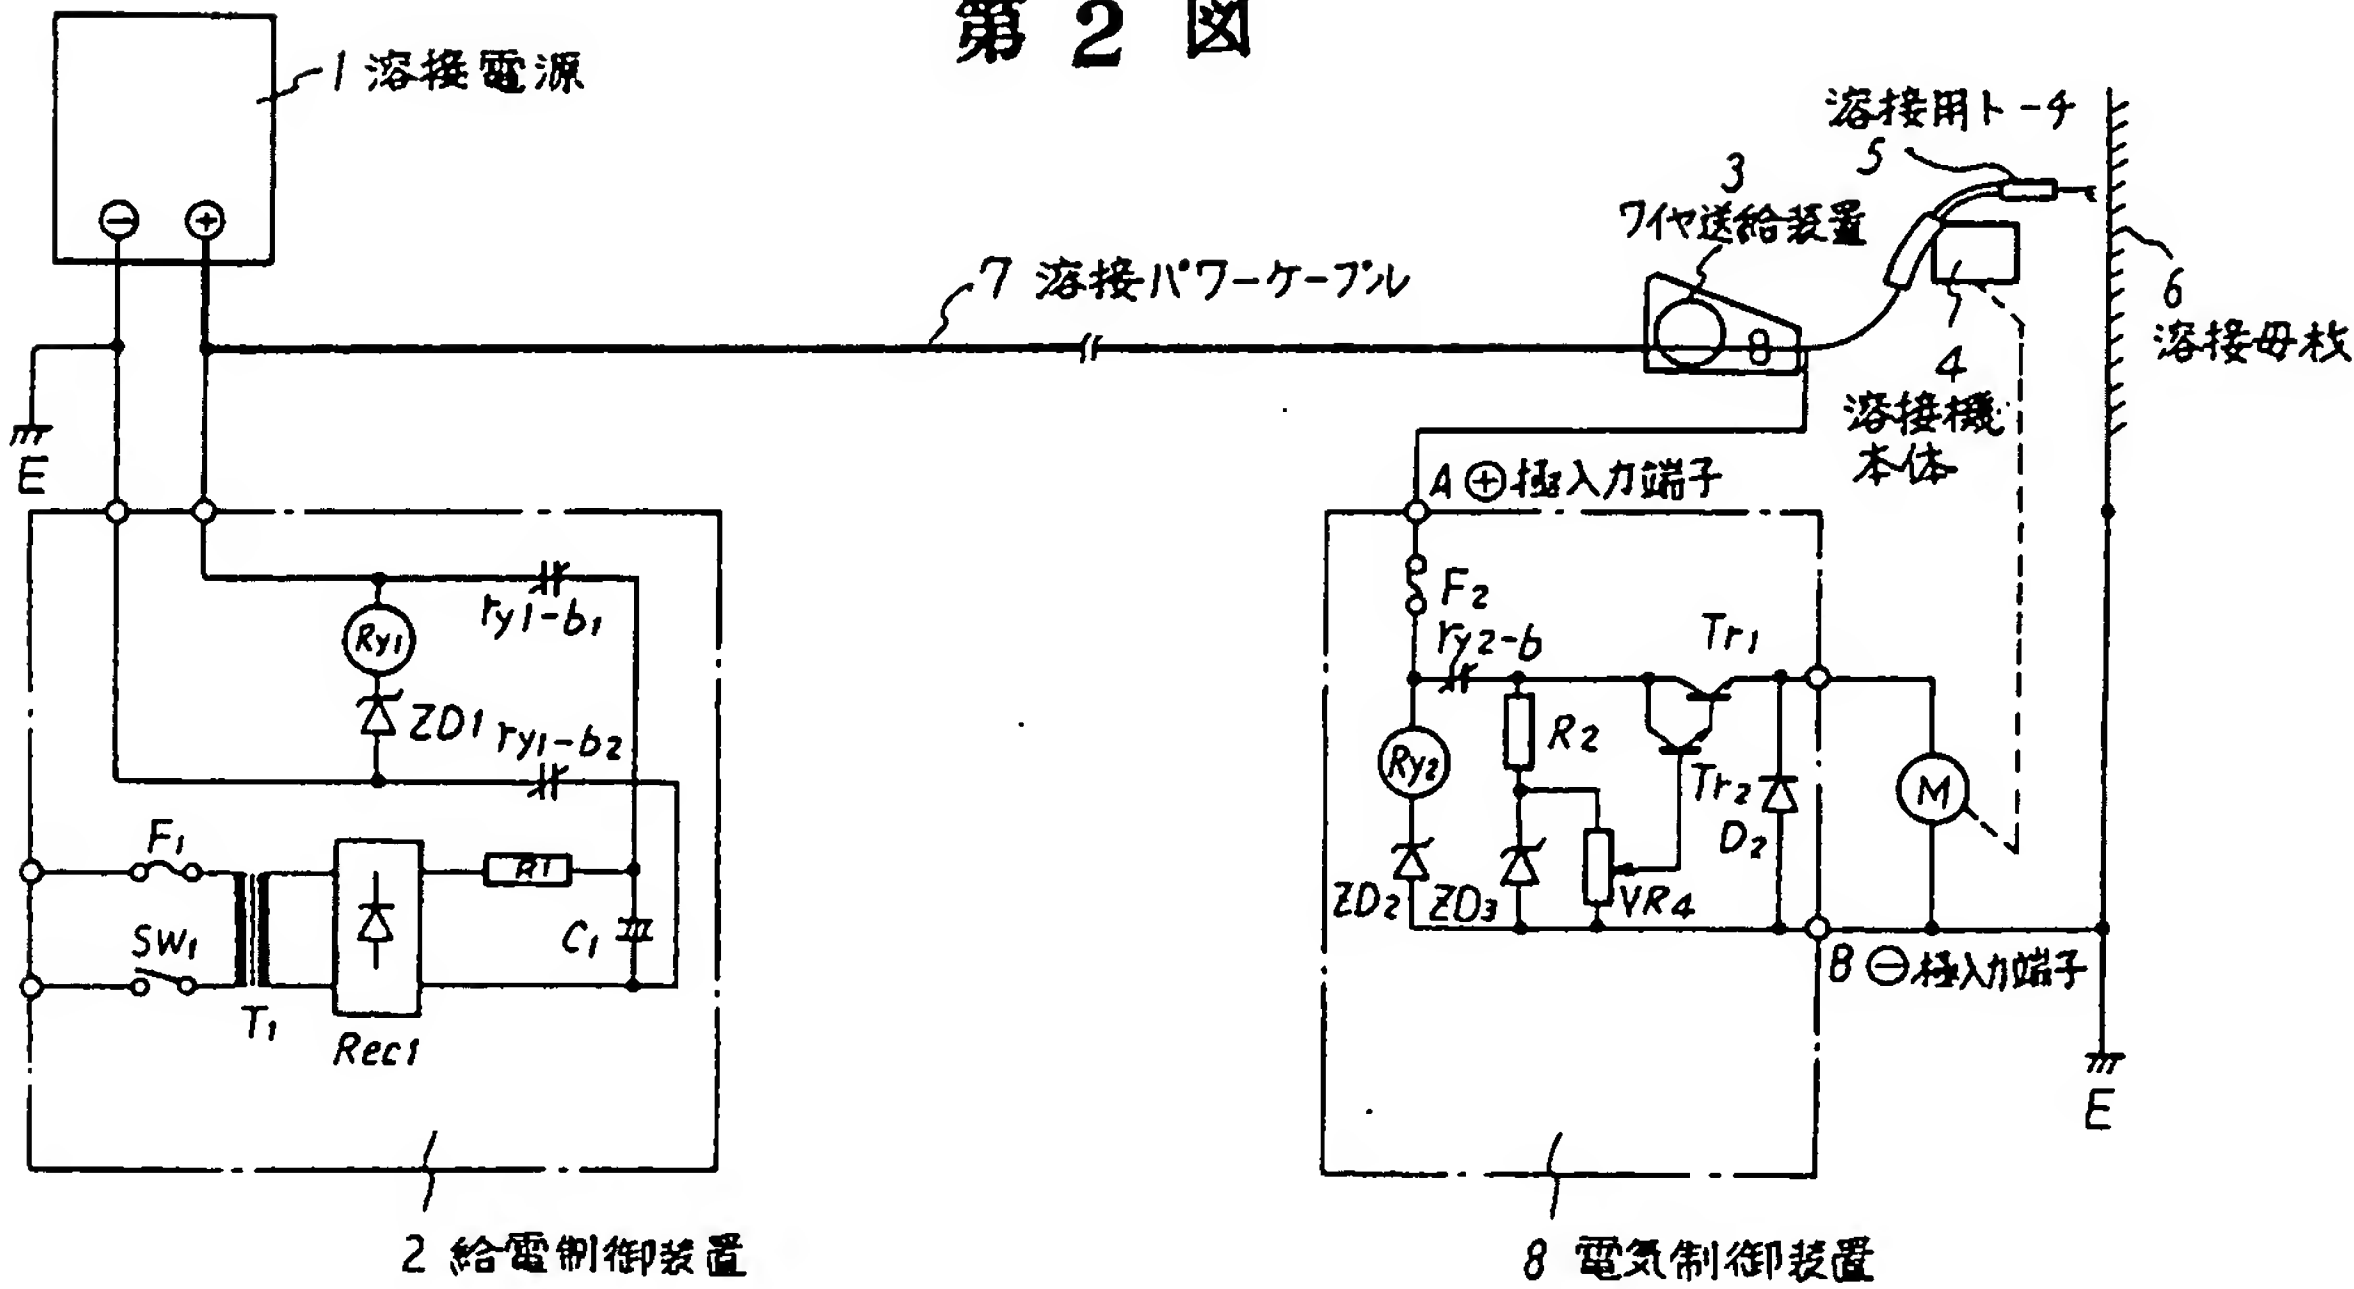 第 2 図
1 溶接電源
⊖ ⊕
溶接用トーチ
5
3
ワイヤ送給装置
7 溶接パワーケーブル
6
溶接母板
4
溶接機
本体
E
A ⊕極入力端子
F2
ry1-b1
Ry1
ry2-b
Tr1
ZD1
ry1-b2
R2
Ry2
Tr2
M
F1
D2
R1
ZD2
ZD3
VR4
SW1
C1
B ⊖極入力端子
T1
Rec1
E
2 給電制御装置
8 電気制御装置